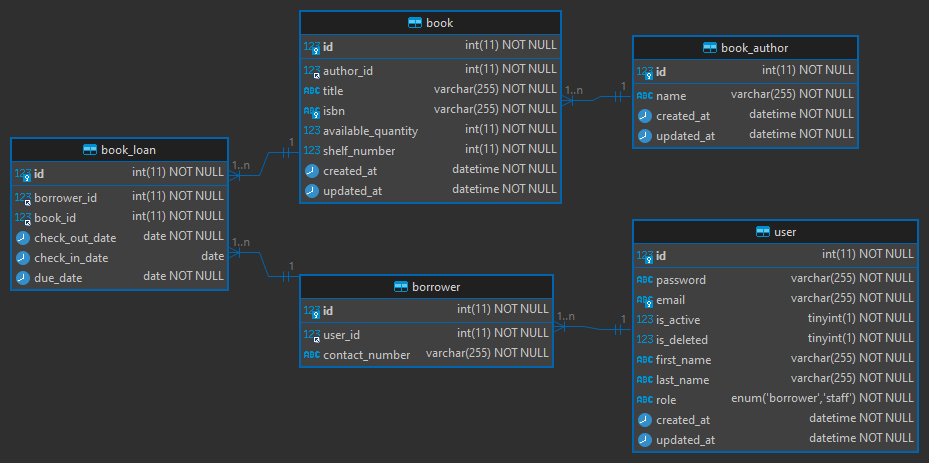 book
123 id int(11) NOT NULL
123 author_id int(11) NOT NULL
ABC title varchar(255) NOT NULL
ABC isbn varchar(255) NOT NULL
123 available_quantity int(11) NOT NULL
123 shelf_number int(11) NOT NULL
created_at datetime NOT NULL
updated_at datetime NOT NULL
1..n
1
book_author
123 id int(11) NOT NULL
ABC name varchar(255) NOT NULL
created_at datetime NOT NULL
updated_at datetime NOT NULL
book_loan
123 id int(11) NOT NULL
123 borrower_id int(11) NOT NULL
123 book_id int(11) NOT NULL
check_out_date date NOT NULL
check_in_date date
due_date date NOT NULL
1..n
1
1..n
1
borrower
123 id int(11) NOT NULL
123 user_id int(11) NOT NULL
ABC contact_number varchar(255) NOT NULL
1..n
1
user
123 id int(11) NOT NULL
ABC password varchar(255) NOT NULL
ABC email varchar(255) NOT NULL
123 is_active tinyint(1) NOT NULL
123 is_deleted tinyint(1) NOT NULL
ABC first_name varchar(255) NOT NULL
ABC last_name varchar(255) NOT NULL
ABC role enum('borrower','staff') NOT NULL
created_at datetime NOT NULL
updated_at datetime NOT NULL